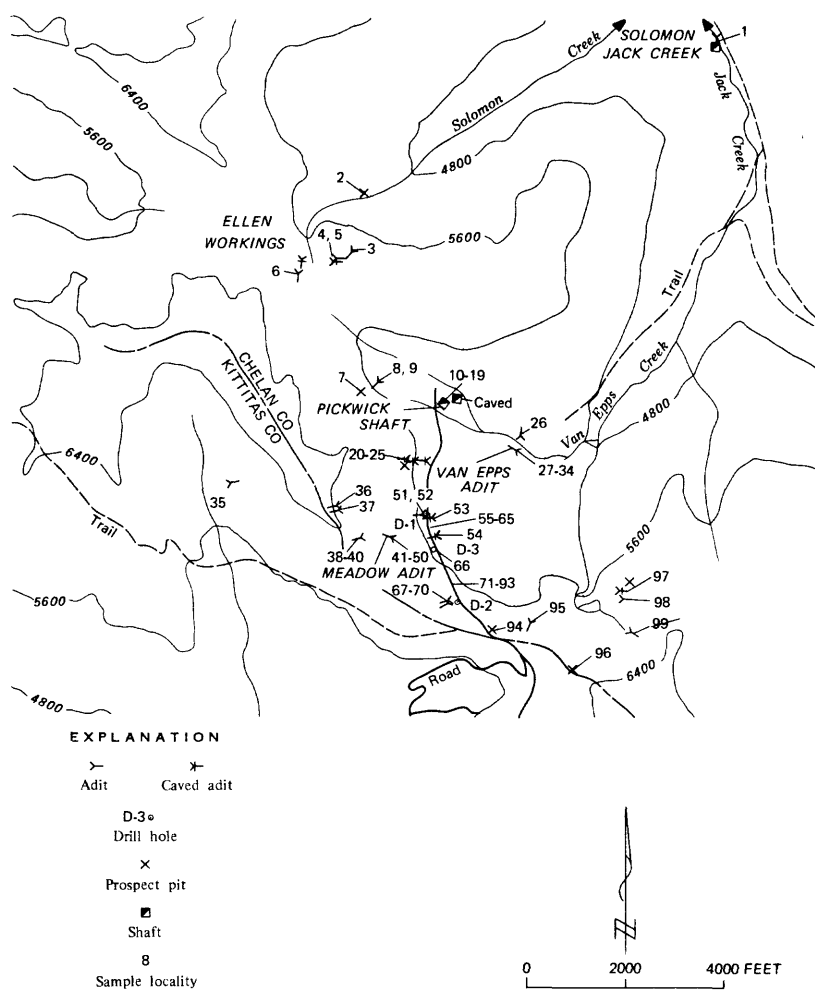 SOLOMON
JACK CREEK
1
Solomon
Creek
Jack
Creek
6400
5600
4800
2
ELLEN
WORKINGS
4, 5
3
6
5600
Trail
CHELAN CO
KITTITAS CO
7
8, 9
10-19
Caved
PICKWICK
SHAFT
26
Van
Epps
Creek
4800
20-25
VAN EPPS
ADIT
27-34
6400
35
Trail
36
37
51, 52
53
D-1
55-65
54
D-3
38-40
41-50
66
MEADOW ADIT
71-93
67-70
D-2
5600
97
98
95
99
94
96
6400
5600
4800
Road
EXPLANATION
Adit
Caved adit
D-3
Drill hole
Prospect pit
Shaft
8
Sample locality
N
0 2000 4000 FEET